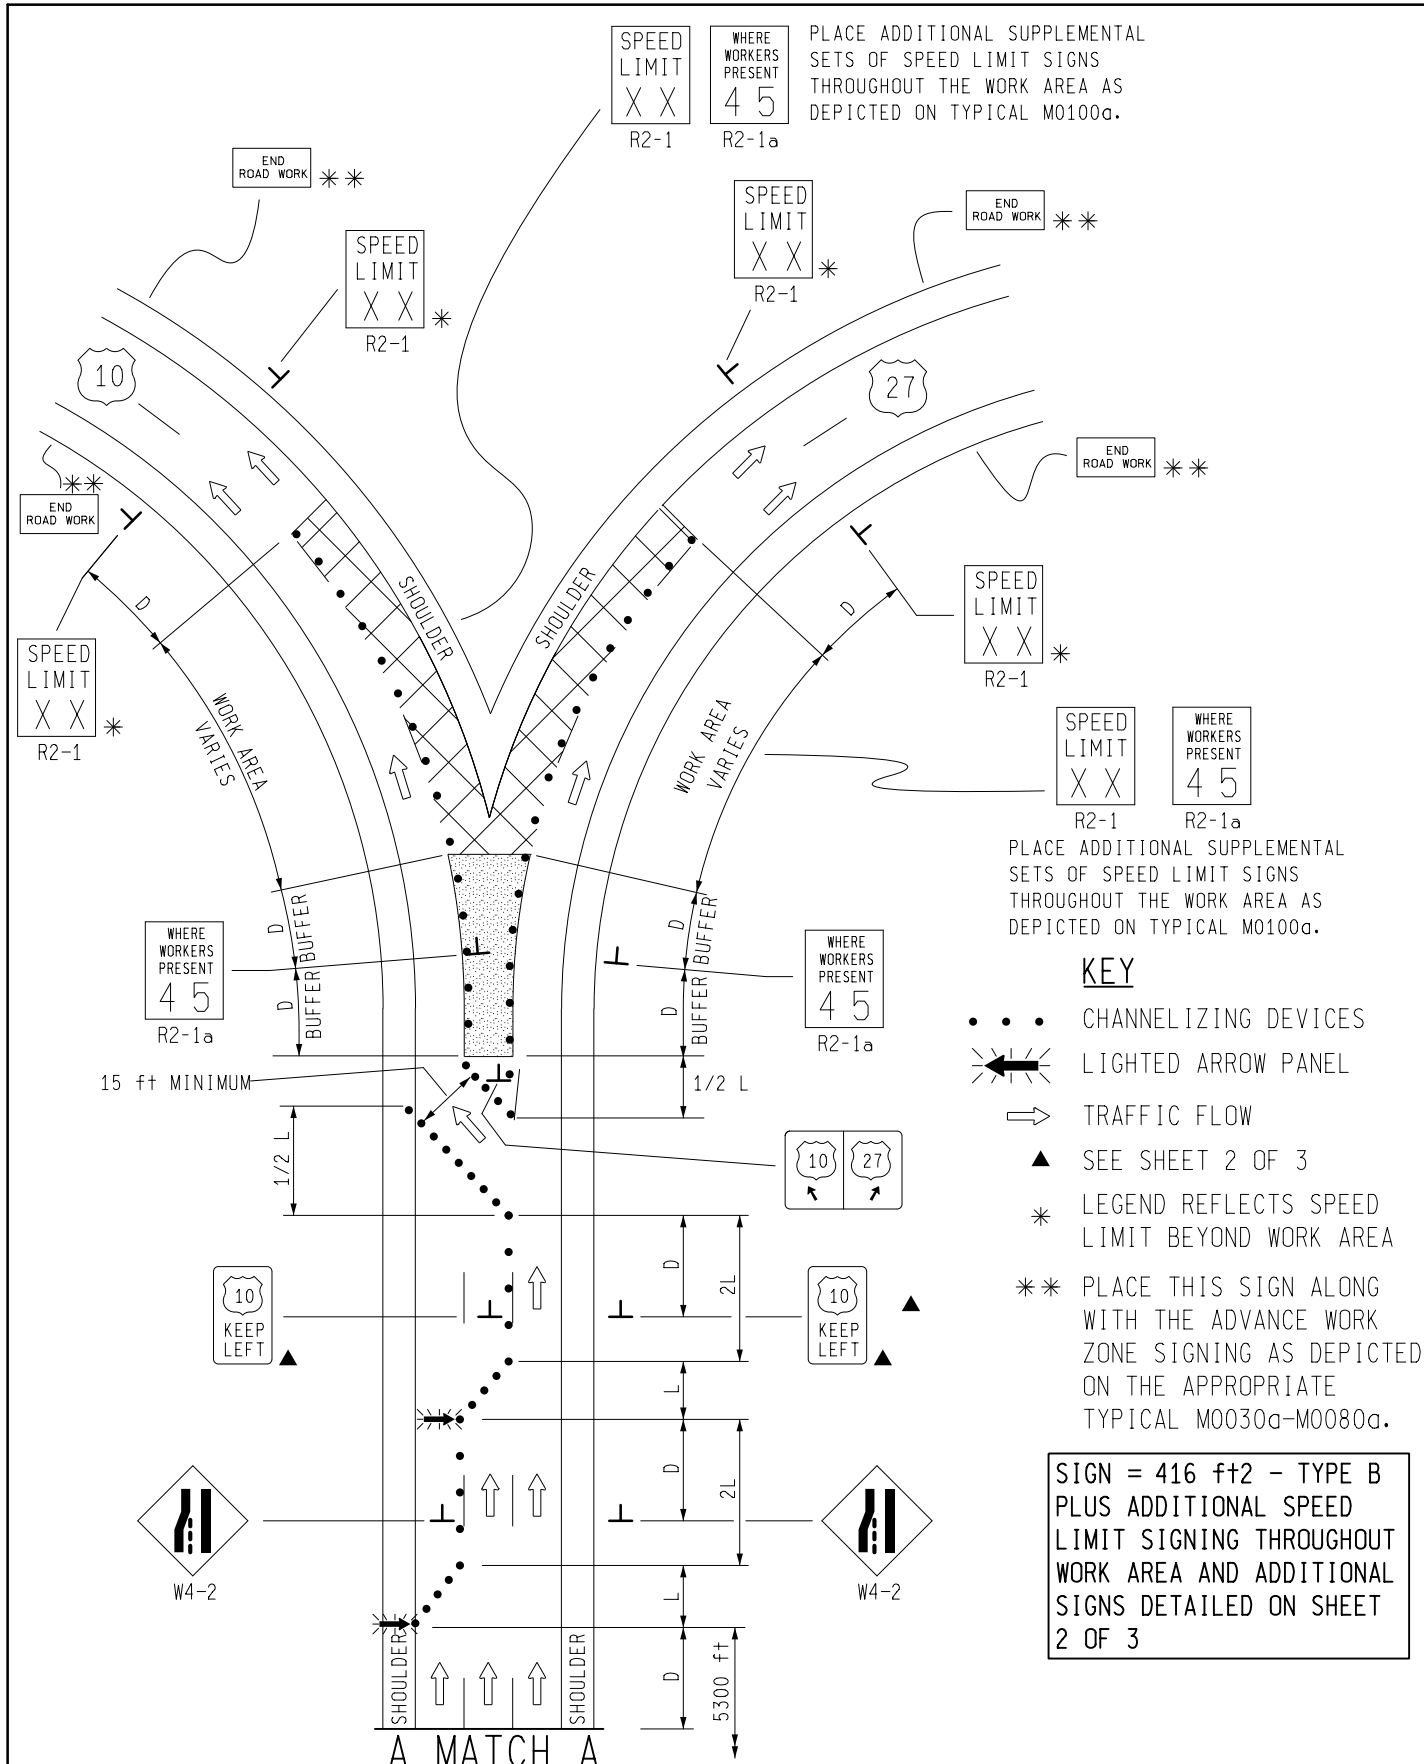 SPEED
LIMIT
X X
R2-1
WHERE
WORKERS
PRESENT
4 5
R2-1a
PLACE ADDITIONAL SUPPLEMENTAL
SETS OF SPEED LIMIT SIGNS
THROUGHOUT THE WORK AREA AS
DEPICTED ON TYPICAL M0100a.
END
ROAD WORK
**
SPEED
LIMIT
X X
*
R2-1
SPEED
LIMIT
X X
*
R2-1
END
ROAD WORK
**
10
27
**
END
ROAD WORK
END
ROAD WORK
**
SHOULDER
SHOULDER
D
D
SPEED
LIMIT
X X
*
R2-1
SPEED
LIMIT
X X
*
R2-1
WORK AREA
VARIES
WORK AREA
VARIES
SPEED
LIMIT
X X
R2-1
WHERE
WORKERS
PRESENT
4 5
R2-1a
PLACE ADDITIONAL SUPPLEMENTAL
SETS OF SPEED LIMIT SIGNS
THROUGHOUT THE WORK AREA AS
DEPICTED ON TYPICAL M0100a.
D
BUFFER
D
BUFFER
D
BUFFER
D
BUFFER
WHERE
WORKERS
PRESENT
4 5
R2-1a
WHERE
WORKERS
PRESENT
4 5
R2-1a
KEY
CHANNELIZING DEVICES
LIGHTED ARROW PANEL
TRAFFIC FLOW
SEE SHEET 2 OF 3
* LEGEND REFLECTS SPEED
LIMIT BEYOND WORK AREA
** PLACE THIS SIGN ALONG
WITH THE ADVANCE WORK
ZONE SIGNING AS DEPICTED
ON THE APPROPRIATE
TYPICAL M0030a-M0080a.
15 ft MINIMUM
1/2 L
1/2 L
10
27
10
KEEP
LEFT
10
KEEP
LEFT
D
2L
L
D
2L
L
D
5300 ft
W4-2
W4-2
SHOULDER
SHOULDER
A MATCH A
SIGN = 416 ft2 - TYPE B
PLUS ADDITIONAL SPEED
LIMIT SIGNING THROUGHOUT
WORK AREA AND ADDITIONAL
SIGNS DETAILED ON SHEET
2 OF 3